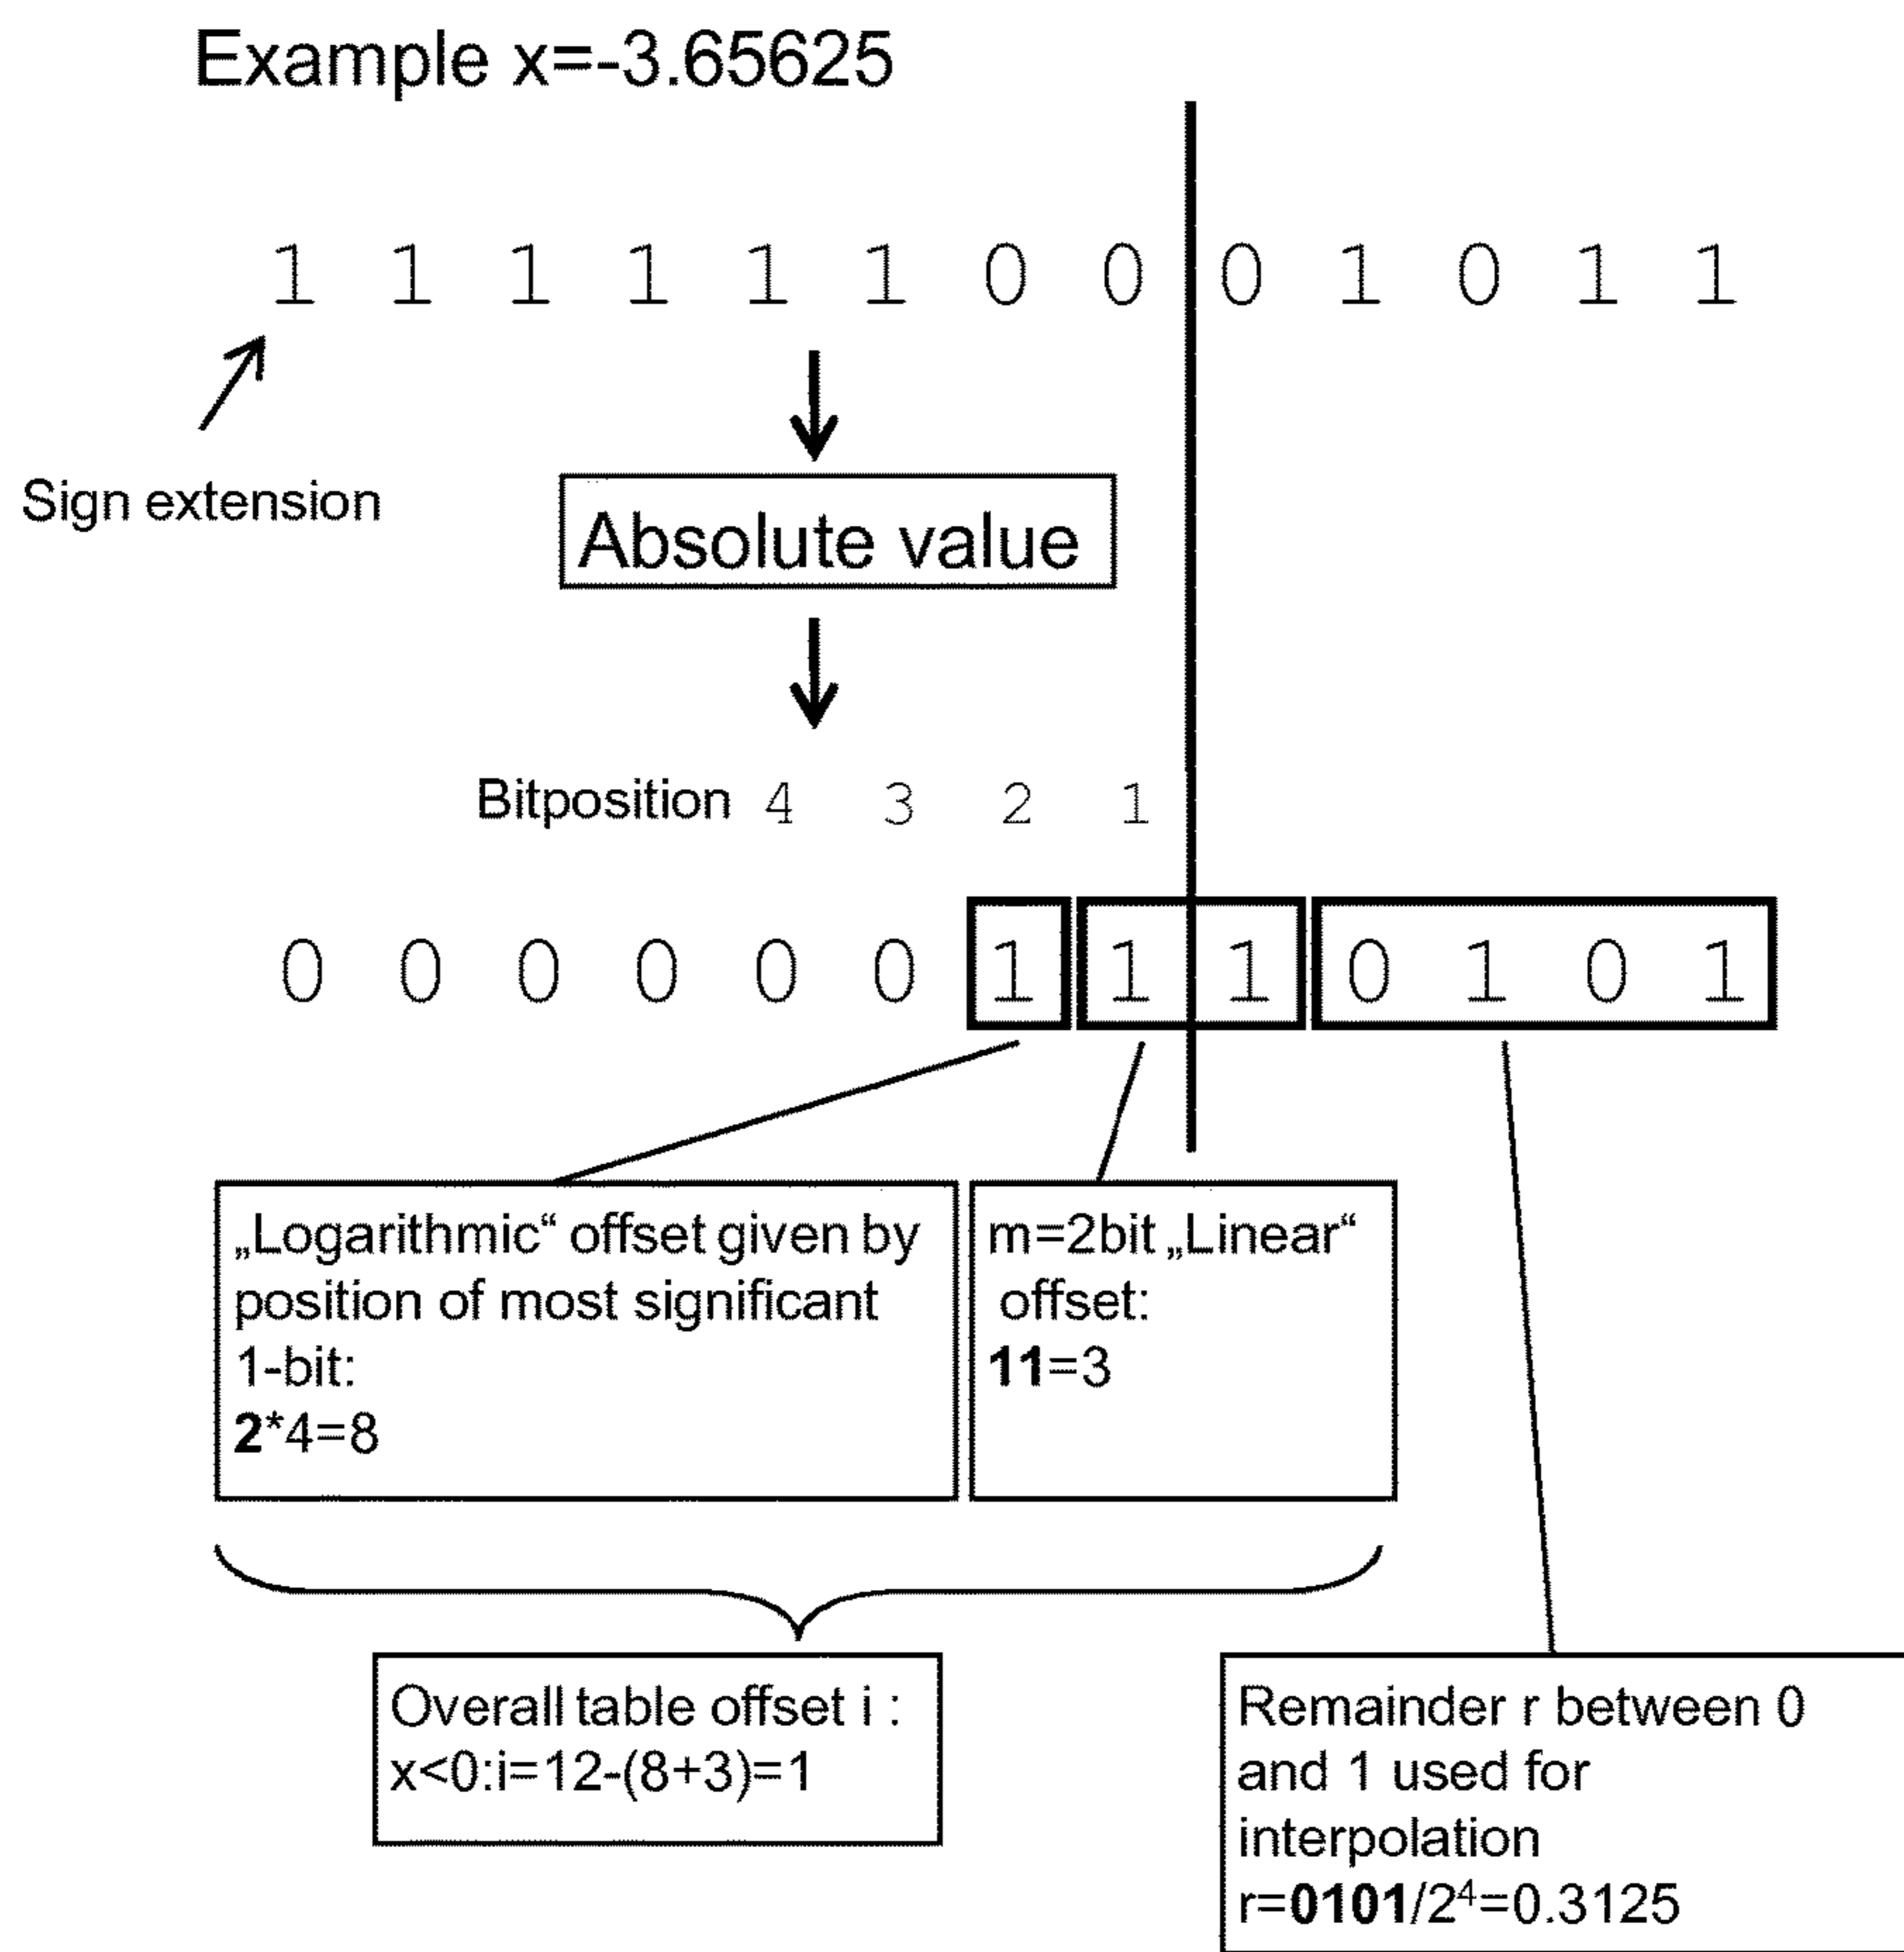 Example x=-3.65625
1 1 1 1 1 1 0 0 0 1 0 1 1
Sign extension
Absolute value
Bitposition 4 3 2 1
0 0 0 0 0 0 1 1 1 0 1 0 1
„Logarithmic“ offset given by
position of most significant
1-bit:
2*4=8
m=2bit „Linear“
offset:
11=3
Overall table offset i :
x<0:i=12-(8+3)=1
Remainder r between 0
and 1 used for
interpolation
r=0101/2⁴=0.3125